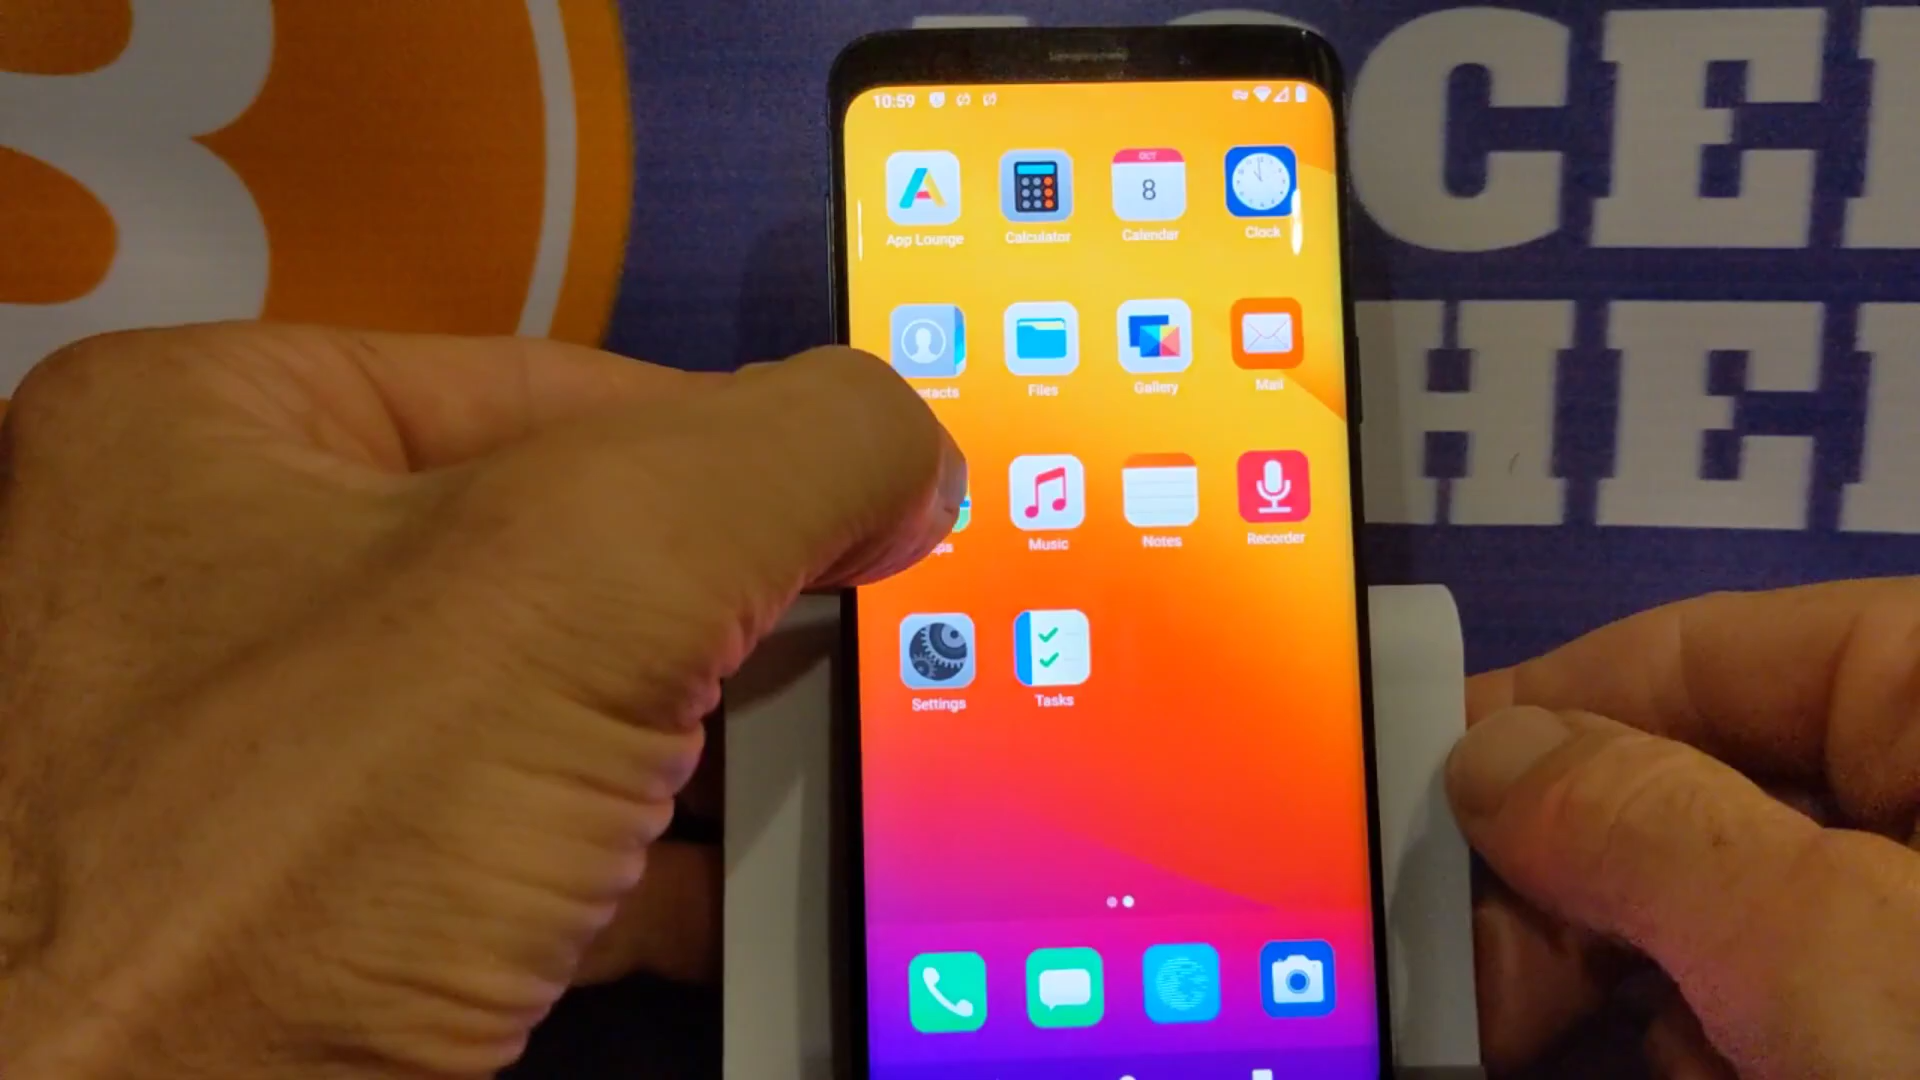 10:59
OCT
8
App Lounge
Calculator
Calendar
Clock
Files
Gallery
Mail
Music
Notes
Recorder
Settings
Tasks